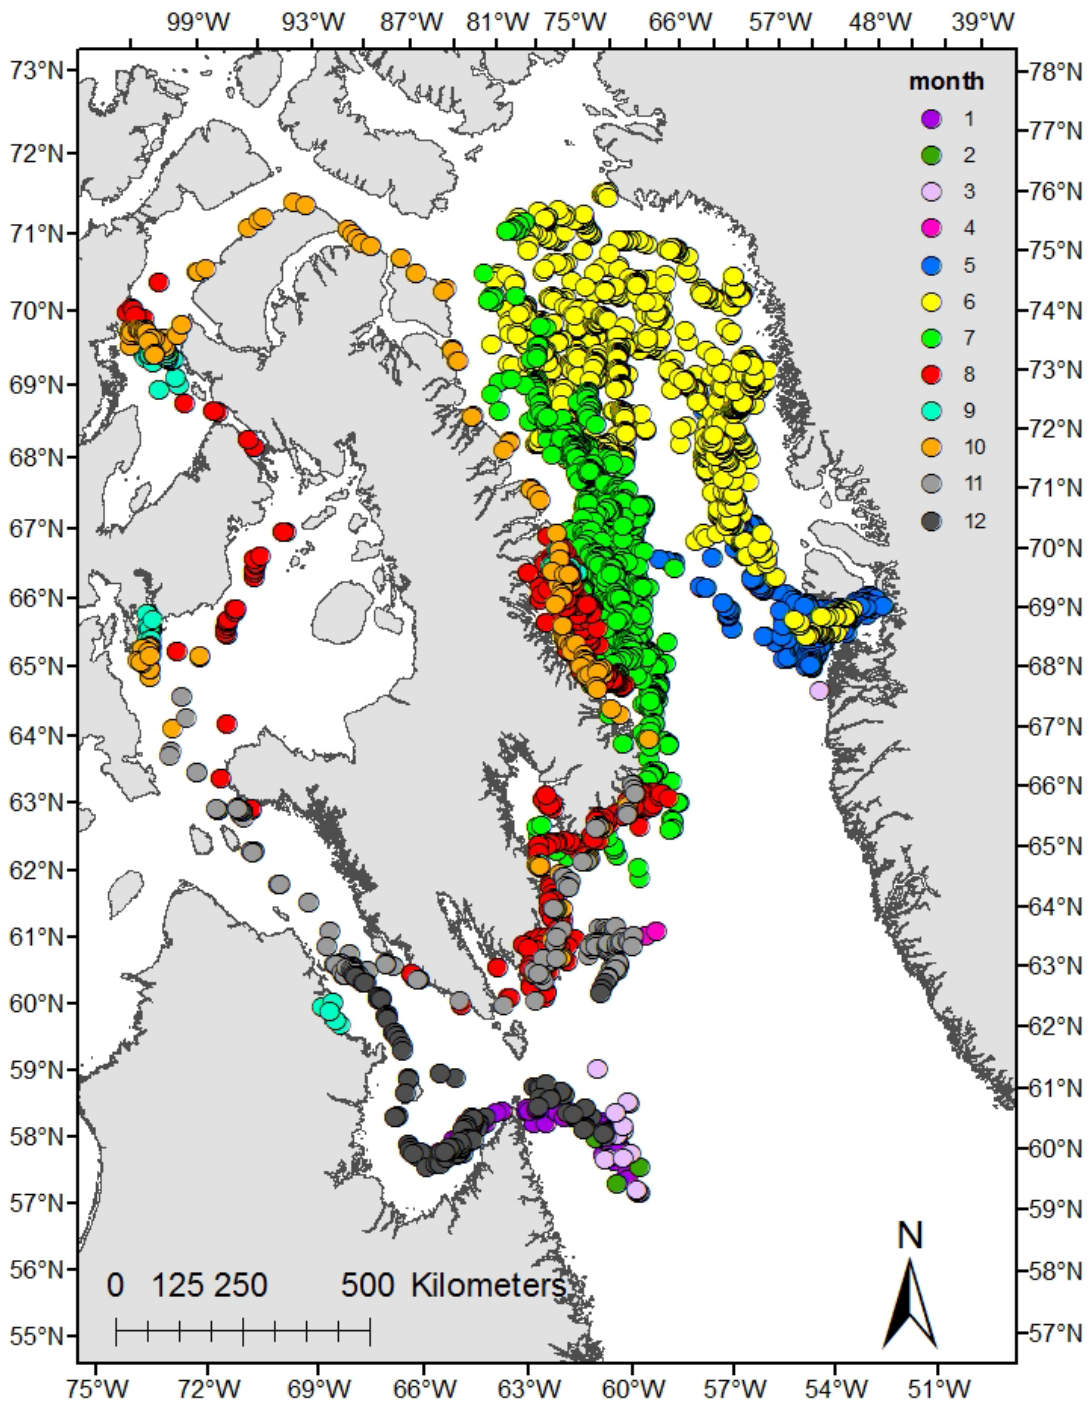 99°W 93°W 87°W 81°W 75°W 66°W 57°W 48°W 39°W
73°N 78°N
month
1
77°N
72°N 2
3 76°N
71°N 4 75°N
5
70°N 6 74°N
7
69°N 8 73°N
9
68°N 10 72°N
11 71°N
67°N 12
70°N
66°N 69°N
65°N 68°N
64°N 67°N
63°N 66°N
62°N 65°N
61°N 64°N
60°N 63°N
62°N
59°N 61°N
58°N 60°N
57°N 59°N
N
56°N 58°N
0 125 250 500 Kilometers
55°N 57°N
75°W 72°W 69°W 66°W 63°W 60°W 57°W 54°W 51°W